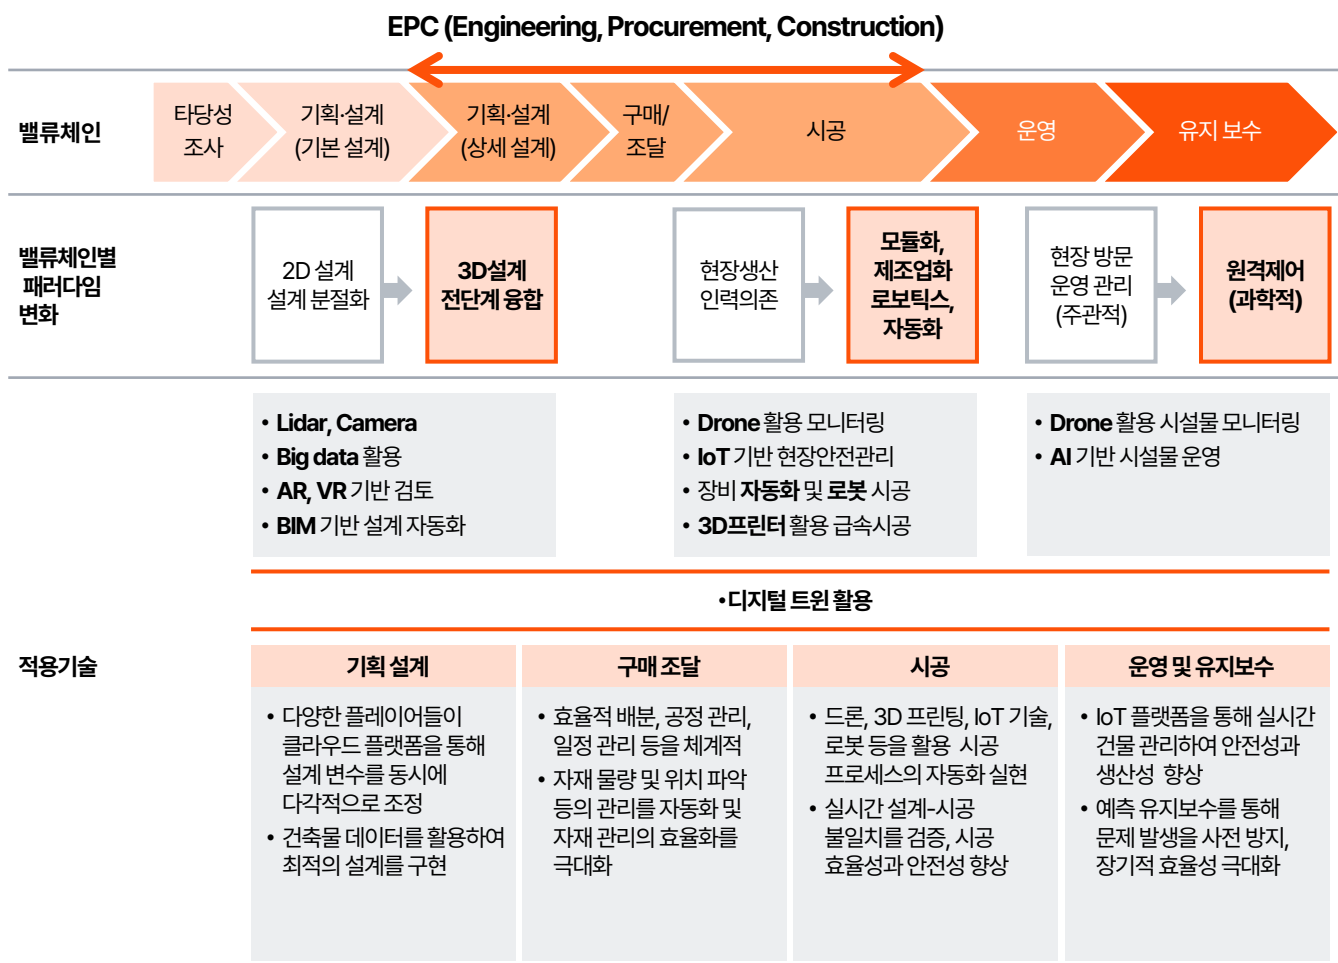 EPC (Engineering, Procurement, Construction)
밸류체인
타당성
조사
기획·설계
(기본 설계)
기획·설계
(상세 설계)
구매/
조달
시공
운영
유지 보수
밸류체인별
패러다임
변화
2D 설계
설계 분절화
3D설계
전단계 융합
현장생산
인력의존
모듈화,
제조업화
로보틱스,
자동화
현장 방문
운영 관리
(주관적)
원격제어
(과학적)
적용기술
• Lidar, Camera
• Big data 활용
• AR, VR 기반 검토
• BIM 기반 설계 자동화
• Drone 활용 모니터링
• IoT 기반 현장안전관리
• 장비 자동화 및 로봇 시공
• 3D프린터 활용 급속시공
• Drone 활용 시설물 모니터링
• AI 기반 시설물 운영
•디지털 트윈 활용
기획 설계
• 다양한 플레이어들이
클라우드 플랫폼을 통해
설계 변수를 동시에
다각적으로 조정
• 건축물 데이터를 활용하여
최적의 설계를 구현
구매 조달
• 효율적 배분, 공정 관리,
일정 관리 등을 체계적
• 자재 물량 및 위치 파악
등의 관리를 자동화 및
자재 관리의 효율화를
극대화
시공
• 드론, 3D 프린팅, IoT 기술,
로봇 등을 활용 시공
프로세스의 자동화 실현
• 실시간 설계-시공
불일치를 검증, 시공
효율성과 안전성 향상
운영 및 유지보수
• IoT 플랫폼을 통해 실시간
건물 관리하여 안전성과
생산성 향상
• 예측 유지보수를 통해
문제 발생을 사전 방지,
장기적 효율성 극대화